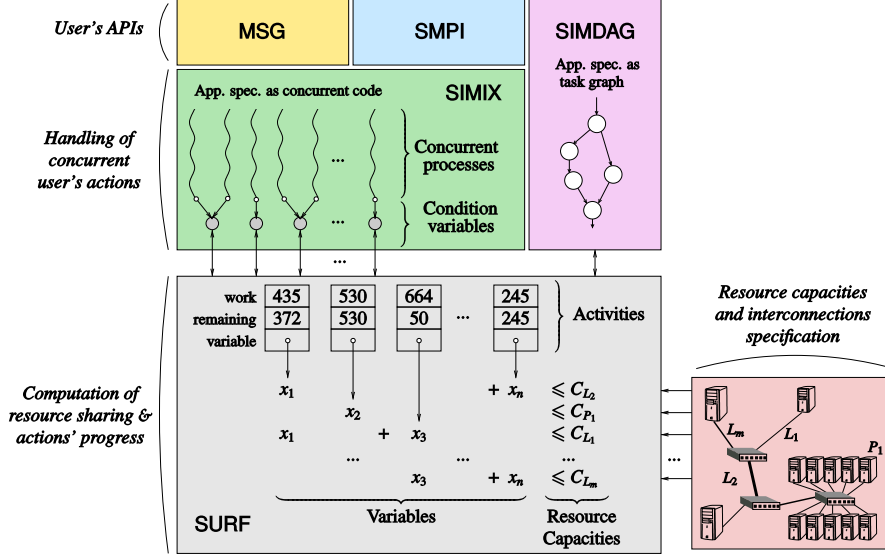 User's APIs
MSG
SMPI
SIMDAG
App. spec. as
task graph
App. spec. as concurrent code
SIMIX
Handling of
concurrent
user's actions
Concurrent
processes
...
Condition
variables
...
...
work 435 530 664 245
remaining 372 530 50 ... 245
variable
Activities
Resource capacities
and interconnections
specification
Computation of
resource sharing &
actions' progress
x1 + xn ⩽ CL2
x2 ⩽ CP1
x1 + x3 ⩽ CL1
... ... ...
x3 + xn ⩽ CLm
...
Lm
L1
P1
L2
SURF
Variables
Resource
Capacities